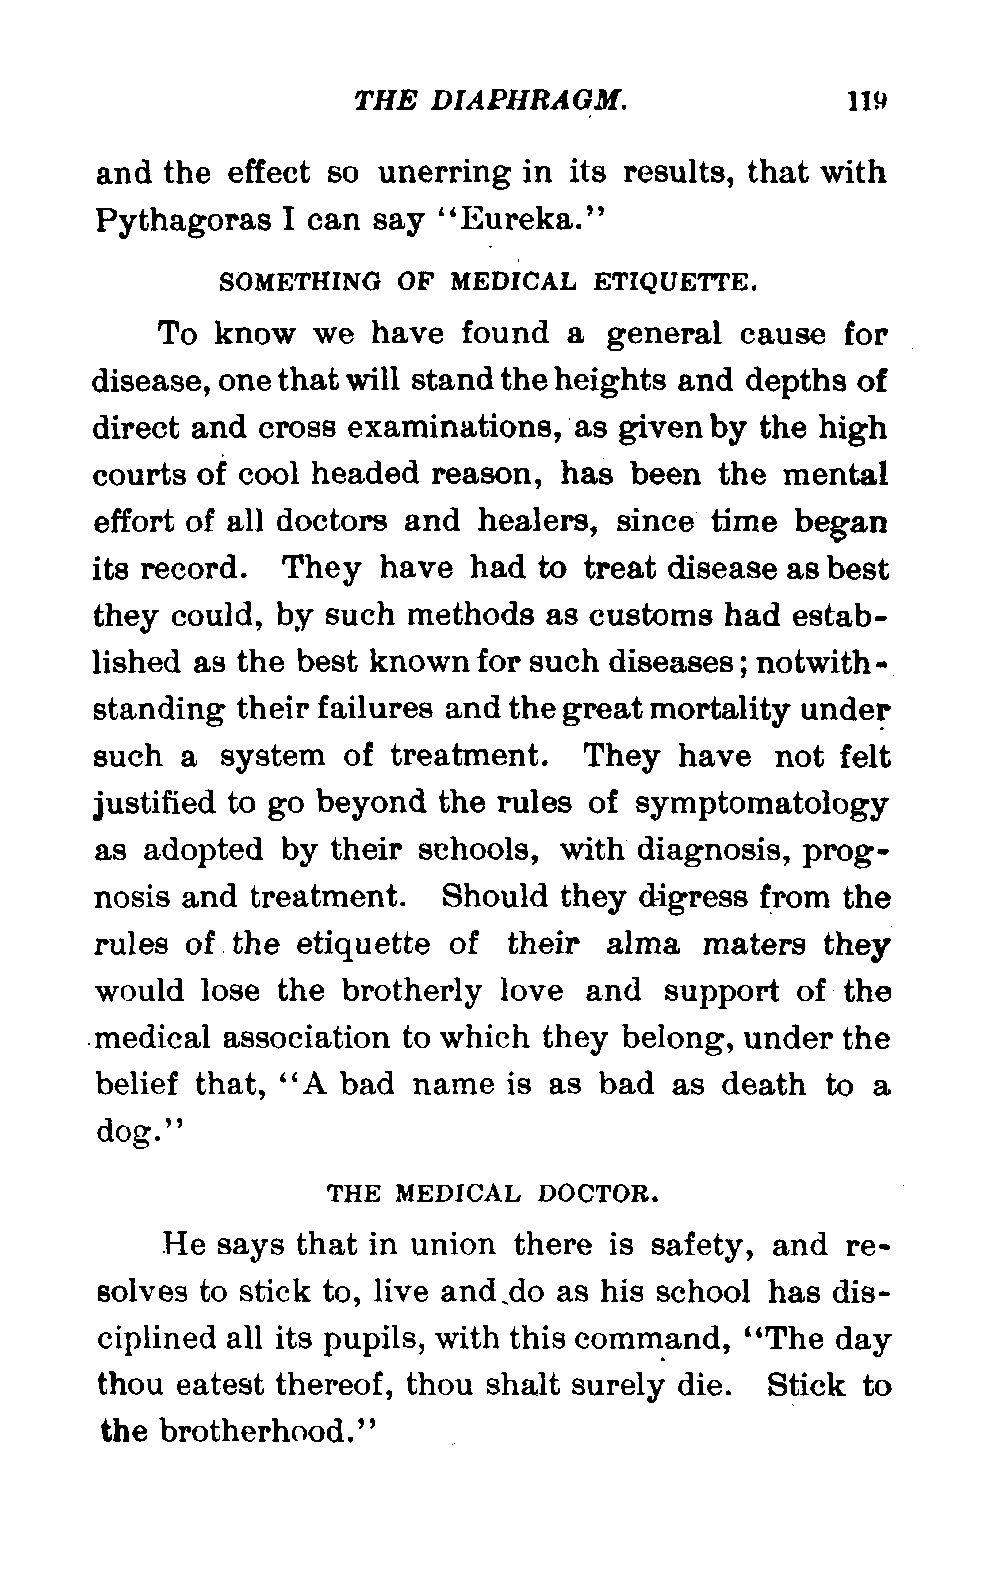 THE DIAPHRAGM. 119
and the effect so unerring in its results, that with
Pythagoras I can say "Eureka."
SOMETHING OF MEDICAL ETIQUETTE.
To know we have found a general cause for
disease, one that will stand the heights and depths of
direct and cross examinations, as given by the high
courts of cool headed reason, has been the mental
effort of all doctors and healers, since time began
its record. They have had to treat disease as best
they could, by such methods as customs had estab-
lished as the best known for such diseases; notwith-
standing their failures and the great mortality under
such a system of treatment. They have not felt
justified to go beyond the rules of symptomatology
as adopted by their schools, with diagnosis, prog-
nosis and treatment. Should they digress from the
rules of the etiquette of their alma maters they
would lose the brotherly love and support of the
medical association to which they belong, under the
belief that, "A bad name is as bad as death to a
dog."
THE MEDICAL DOCTOR.
He says that in union there is safety, and re-
solves to stick to, live and do as his school has dis-
ciplined all its pupils, with this command, "The day
thou eatest thereof, thou shalt surely die. Stick to
the brotherhood."